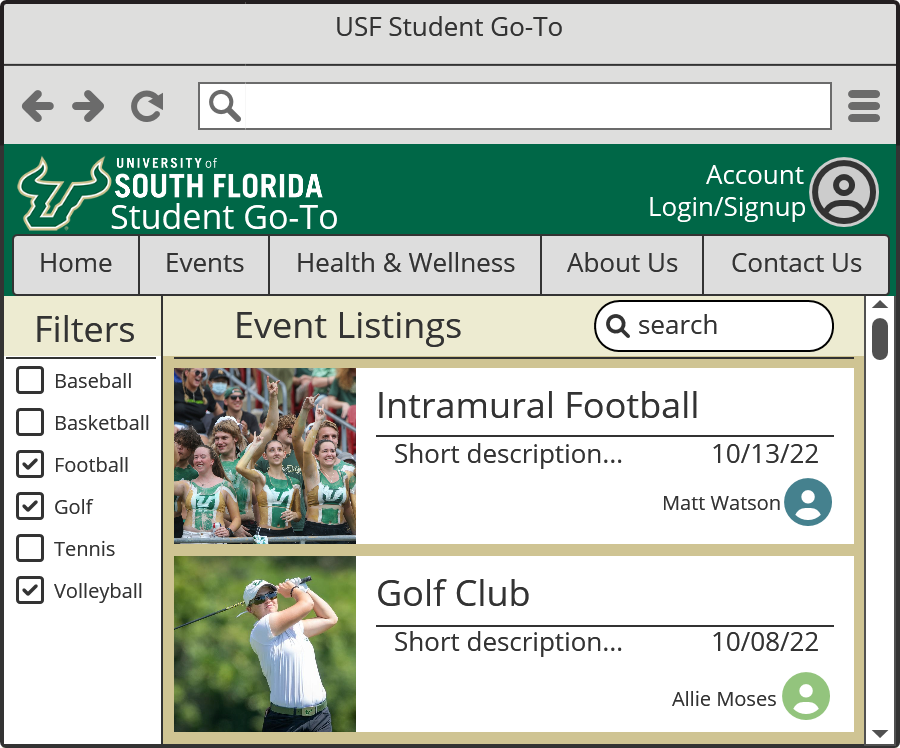 USF Student Go-To
UNIVERSITY of
SOUTH FLORIDA
Student Go-To
Account
Login/Signup
Home
Events
Health & Wellness
About Us
Contact Us
Filters
Event Listings
search
Baseball
Basketball
Football
Golf
Tennis
Volleyball
Intramural Football
Short description...
10/13/22
Matt Watson
Golf Club
Short description...
10/08/22
Allie Moses